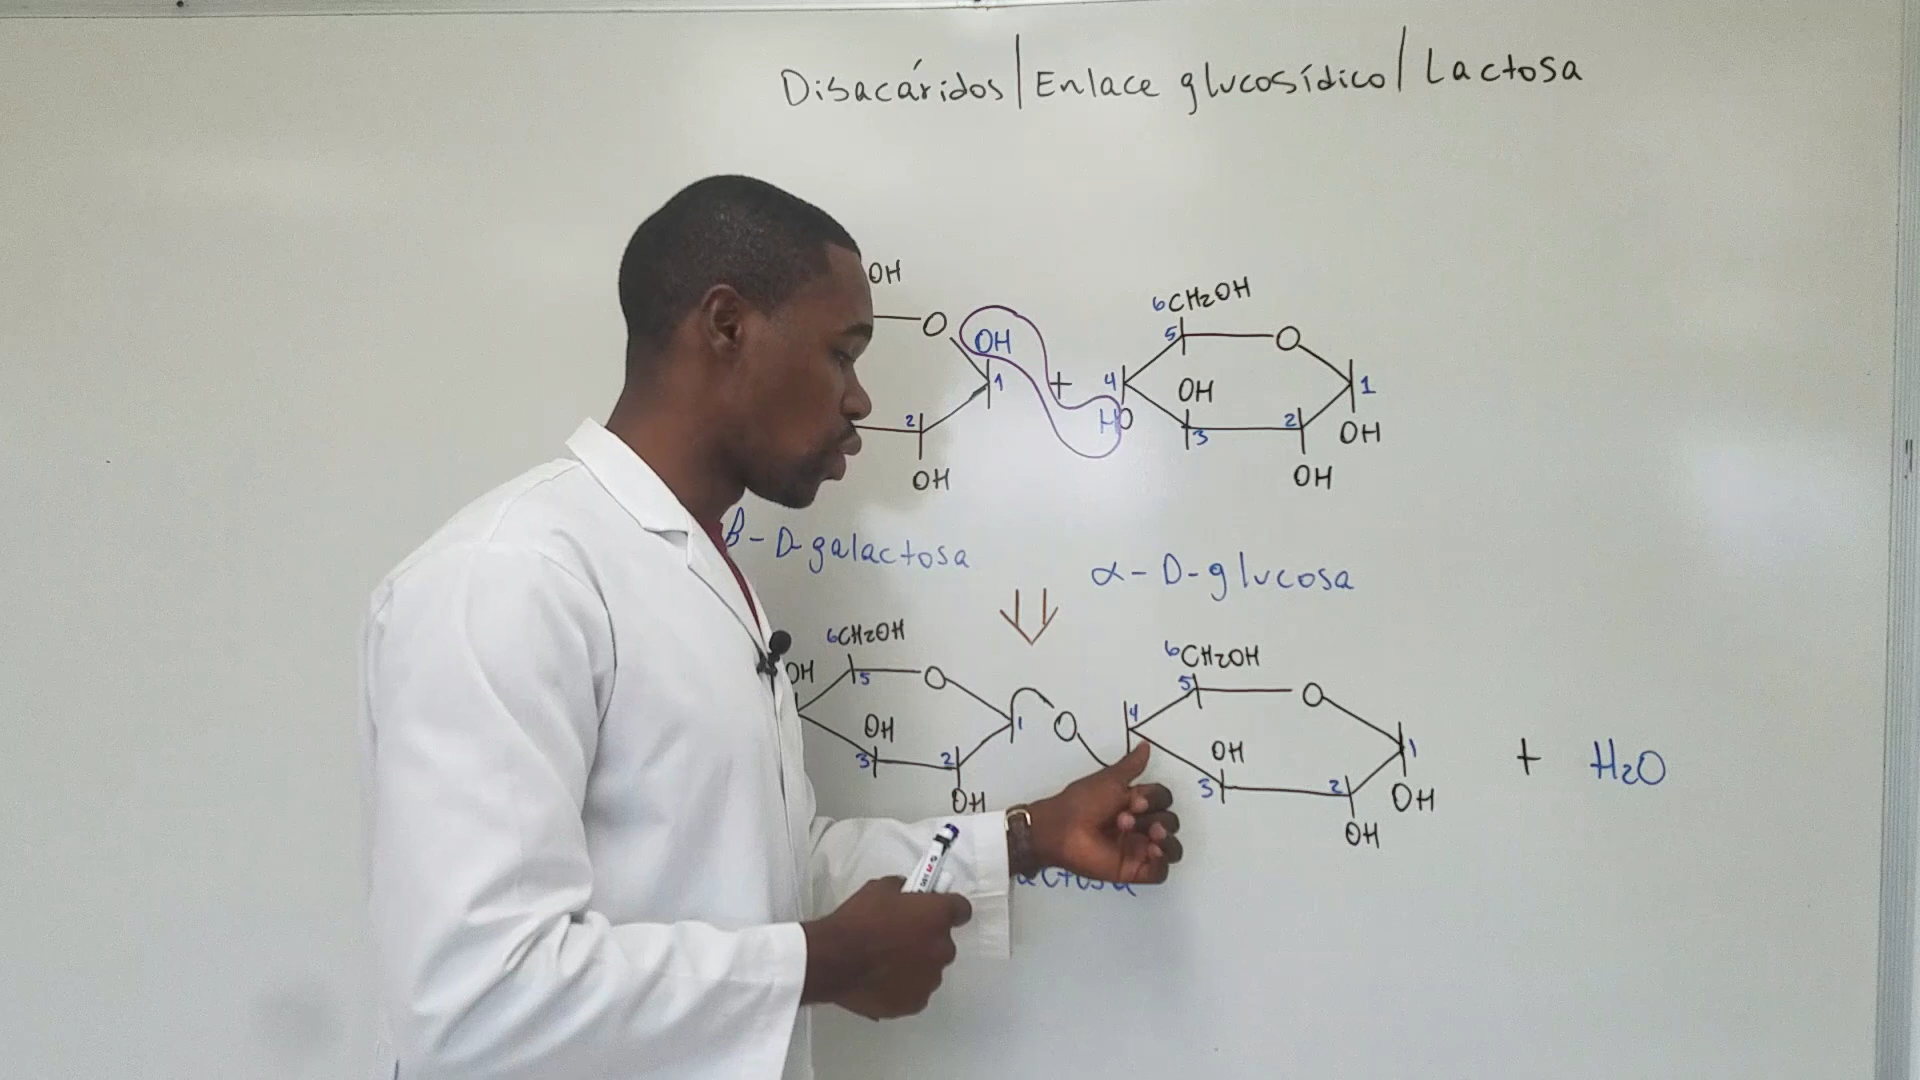 Disacáridos/Enlace glucosídico/Lactosa
OH
O
OH
1
2
OH
+
6CH2OH
5
O
4
HO
OH
3
2
1
OH
OH
β-D-galactosa
α-D-glucosa
6CH2OH
OH
5
O
OH
3
2
1
OH
O
6CH2OH
5
O
4
OH
3
2
1
OH
OH
+ H2O